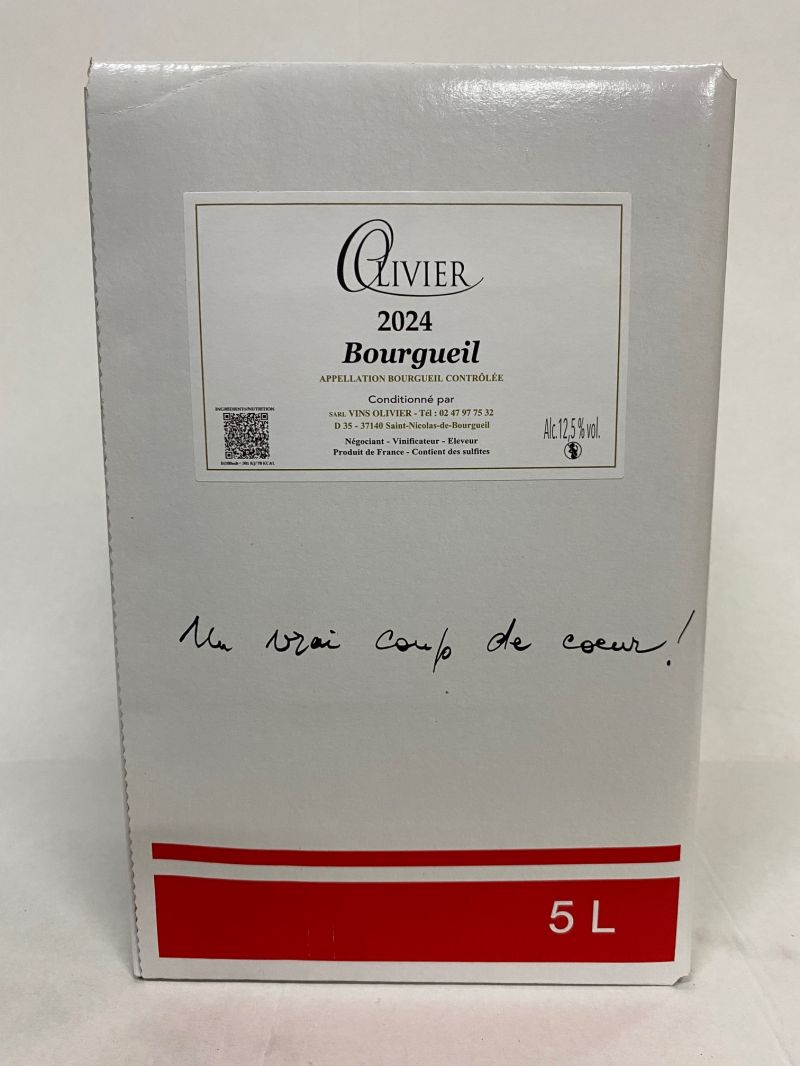 OLIVIER
2024
Bourgueil
APPELLATION BOURGUEIL CONTRÔLÉE
Conditionné par
SARL VINS OLIVIER - Tél : 02 47 97 75 32
D 35 - 37140 Saint-Nicolas-de-Bourgueil
Négociant - Vinificateur - Eleveur
Produit de France - Contient des sulfites
INGREDIENTS/NUTRITION
Alc.12,5 % vol.
Un vrai coup de coeur!
5 L